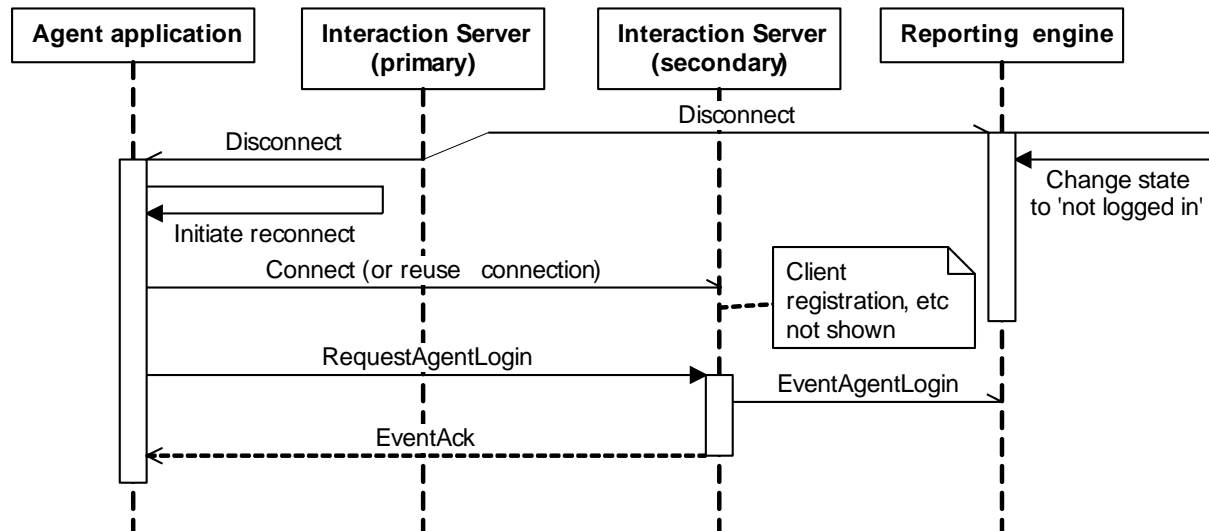 Agent application
Interaction Server
(primary)
Interaction Server
(secondary)
Reporting engine
Disconnect
Disconnect
Change state
to 'not logged in'
Initiate reconnect
Connect (or reuse connection)
Client
registration, etc
not shown
RequestAgentLogin
EventAgentLogin
EventAck